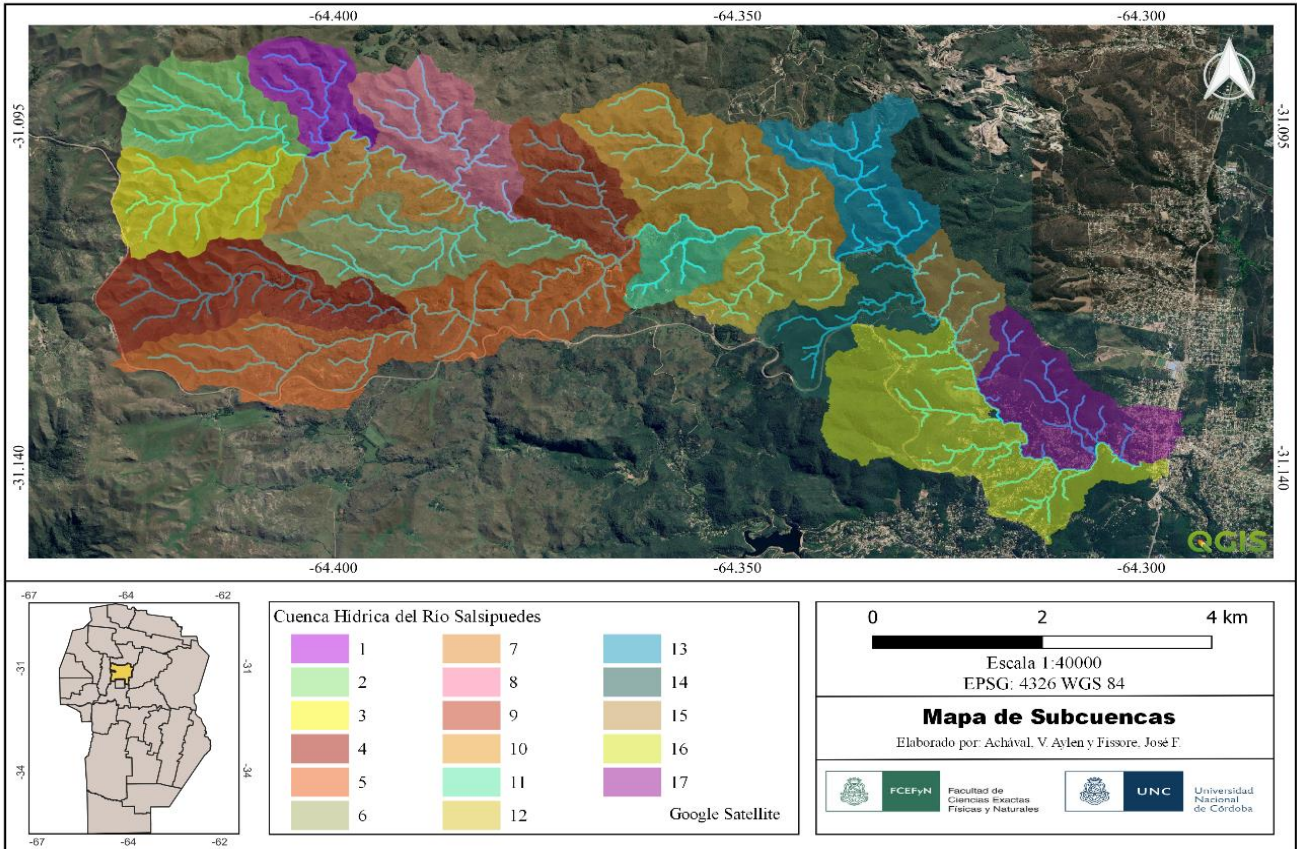 -64.400 -64.350 -64.300
-31.095 -31.095
-31.140 -31.140
QGIS
-64.400 -64.350 -64.300
-67 -64 -62
-31 -31
-34 -34
-67 -64 -62
Cuenca Hídrica del Río Salsipuedes
1 7 13
2 8 14
3 9 15
4 10 16
5 11 17
6 12 Google Satellite
0 2 4 km
Escala 1:40000
EPSG: 4326 WGS 84
Mapa de Subcuencas
Elaborado por: Achával, V. Aylen y Fissore, José F.
FCEFyN
Facultad de
Ciencias Exactas
Físicas y Naturales
UNC
Universidad
Nacional
de Córdoba